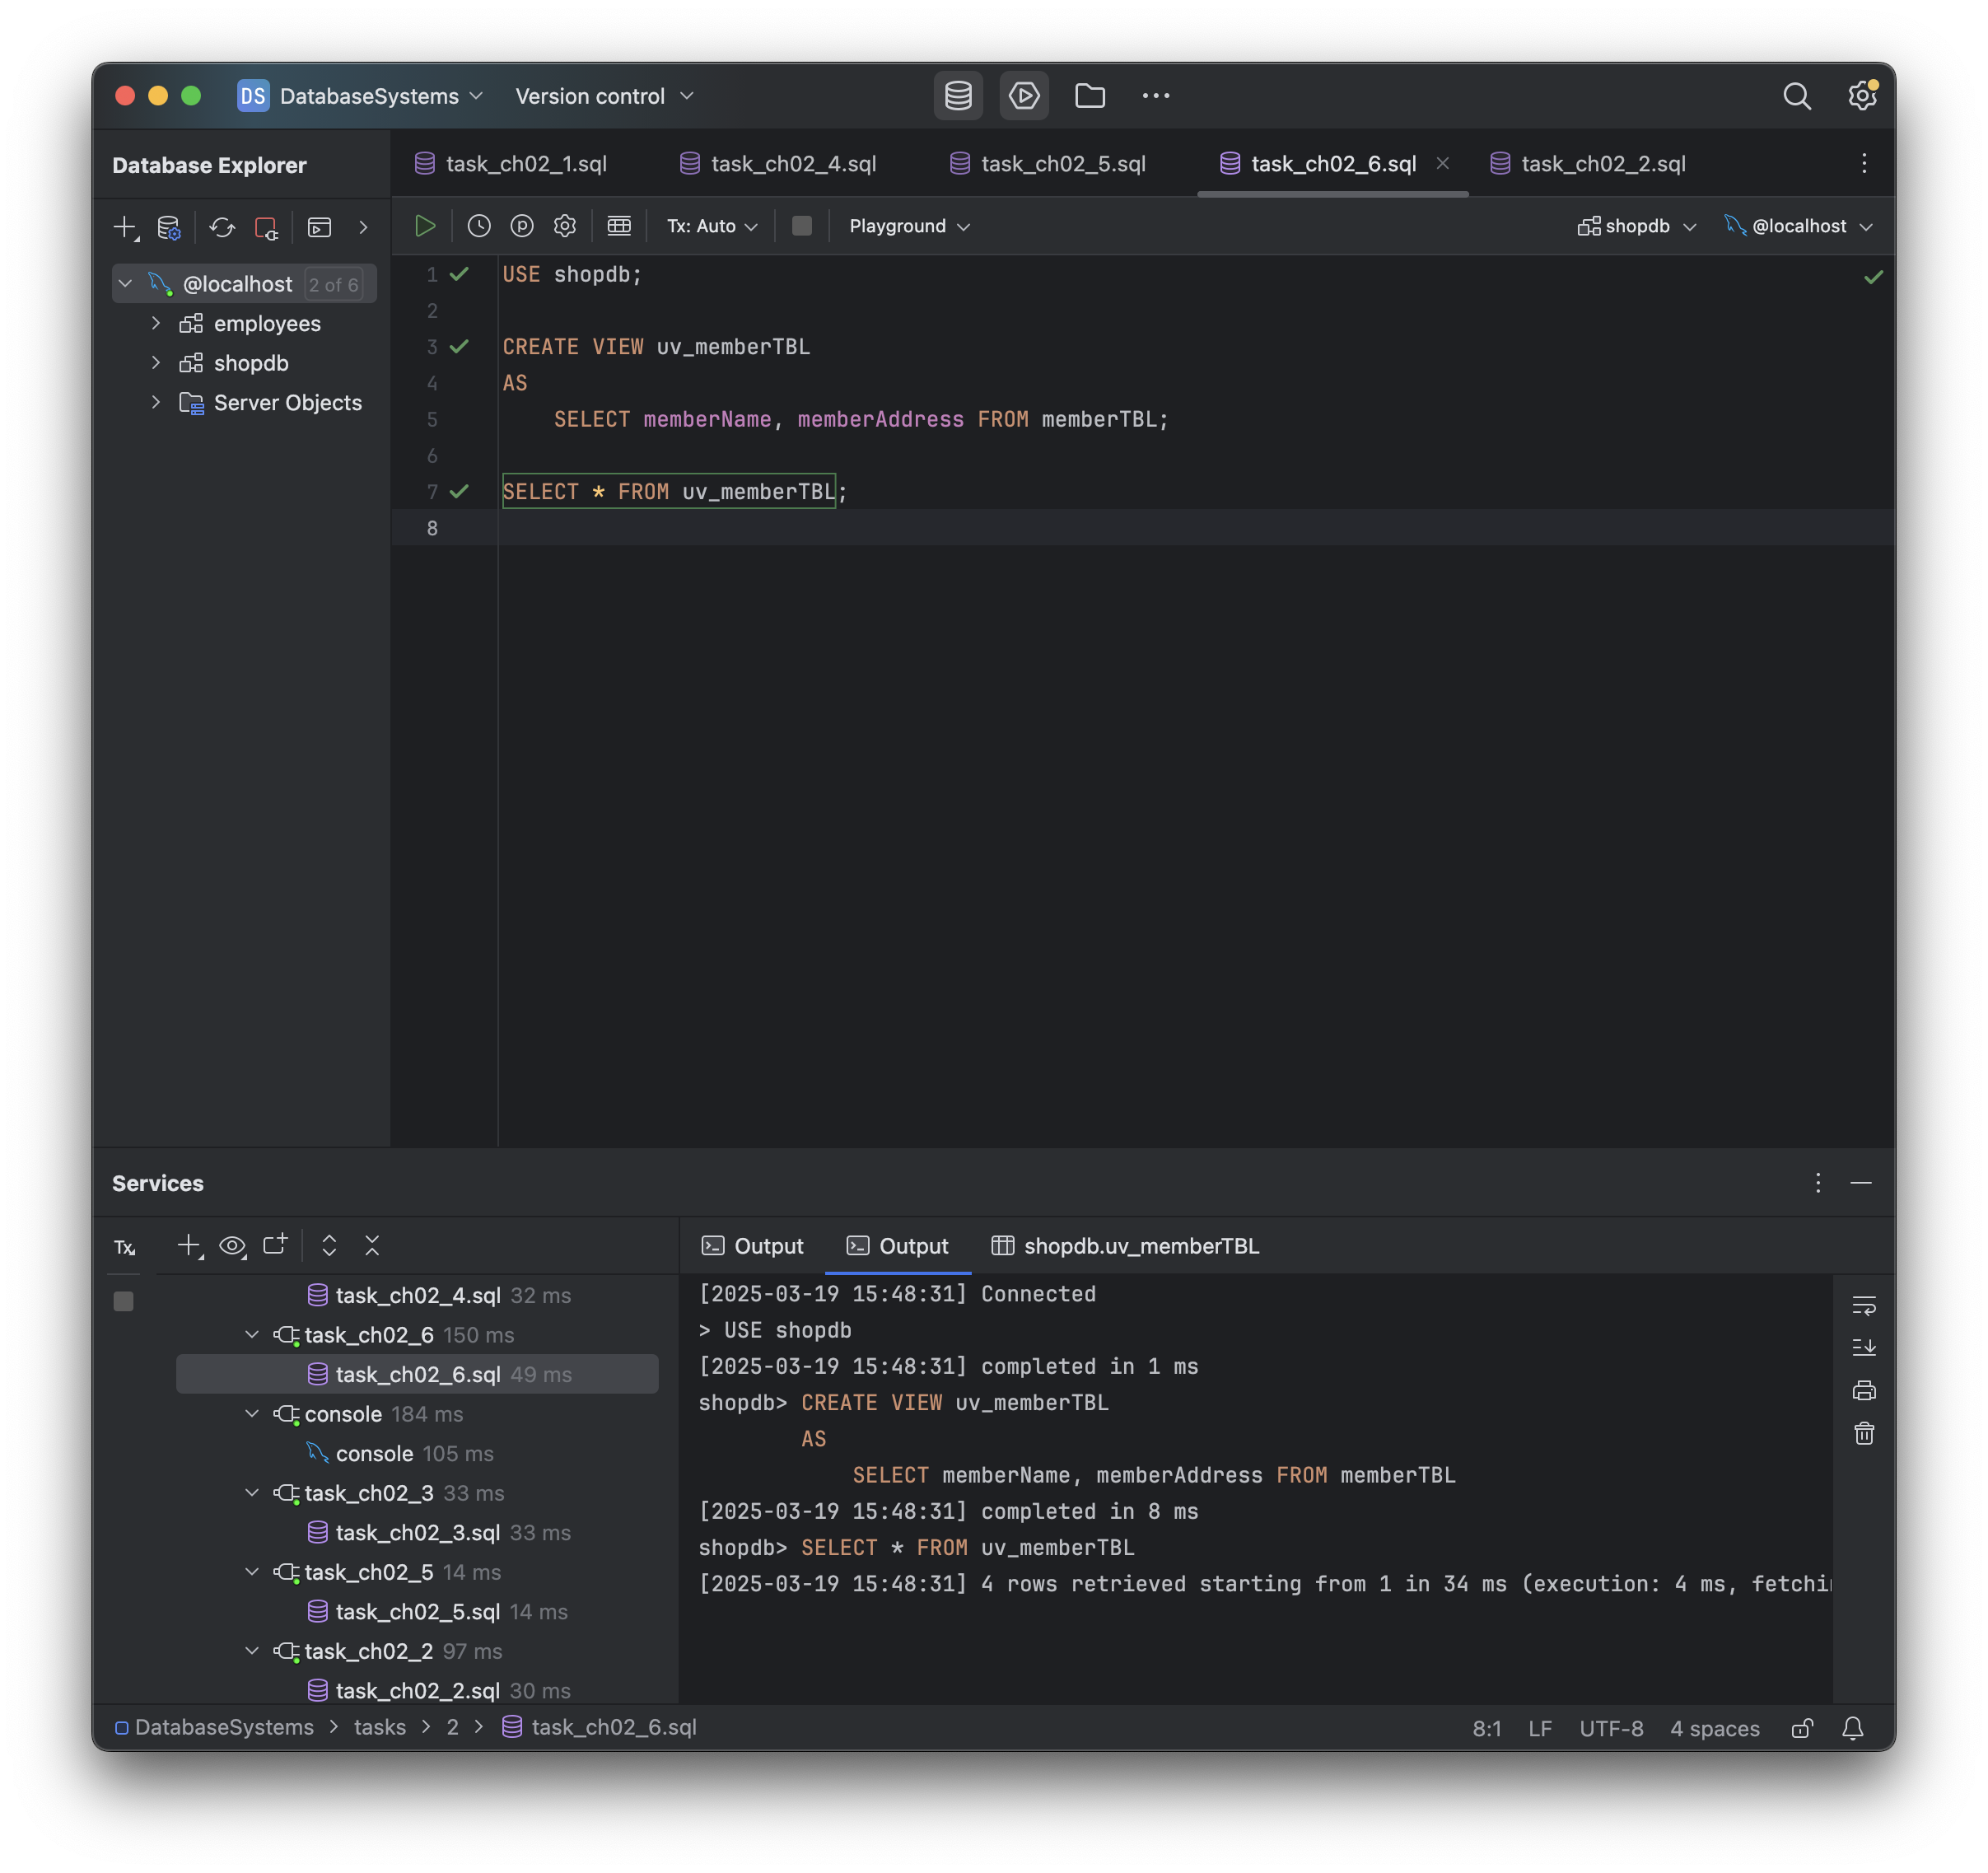 DS DatabaseSystems Version control
Database Explorer
task_ch02_1.sql task_ch02_4.sql task_ch02_5.sql task_ch02_6.sql task_ch02_2.sql
Tx: Auto Playground shopdb @localhost
@localhost 2 of 6
employees
shopdb
Server Objects
1 USE shopdb;
2
3 CREATE VIEW uv_memberTBL
4 AS
5 SELECT memberName, memberAddress FROM memberTBL;
6
7 SELECT * FROM uv_memberTBL;
8
Services
Tx
task_ch02_4.sql 32 ms
task_ch02_6 150 ms
task_ch02_6.sql 49 ms
console 184 ms
console 105 ms
task_ch02_3 33 ms
task_ch02_3.sql 33 ms
task_ch02_5 14 ms
task_ch02_5.sql 14 ms
task_ch02_2 97 ms
task_ch02_2.sql 30 ms
Output Output shopdb.uv_memberTBL
[2025-03-19 15:48:31] Connected
> USE shopdb
[2025-03-19 15:48:31] completed in 1 ms
shopdb> CREATE VIEW uv_memberTBL
AS
SELECT memberName, memberAddress FROM memberTBL
[2025-03-19 15:48:31] completed in 8 ms
shopdb> SELECT * FROM uv_memberTBL
[2025-03-19 15:48:31] 4 rows retrieved starting from 1 in 34 ms (execution: 4 ms, fetchi
DatabaseSystems > tasks > 2 > task_ch02_6.sql
8:1 LF UTF-8 4 spaces